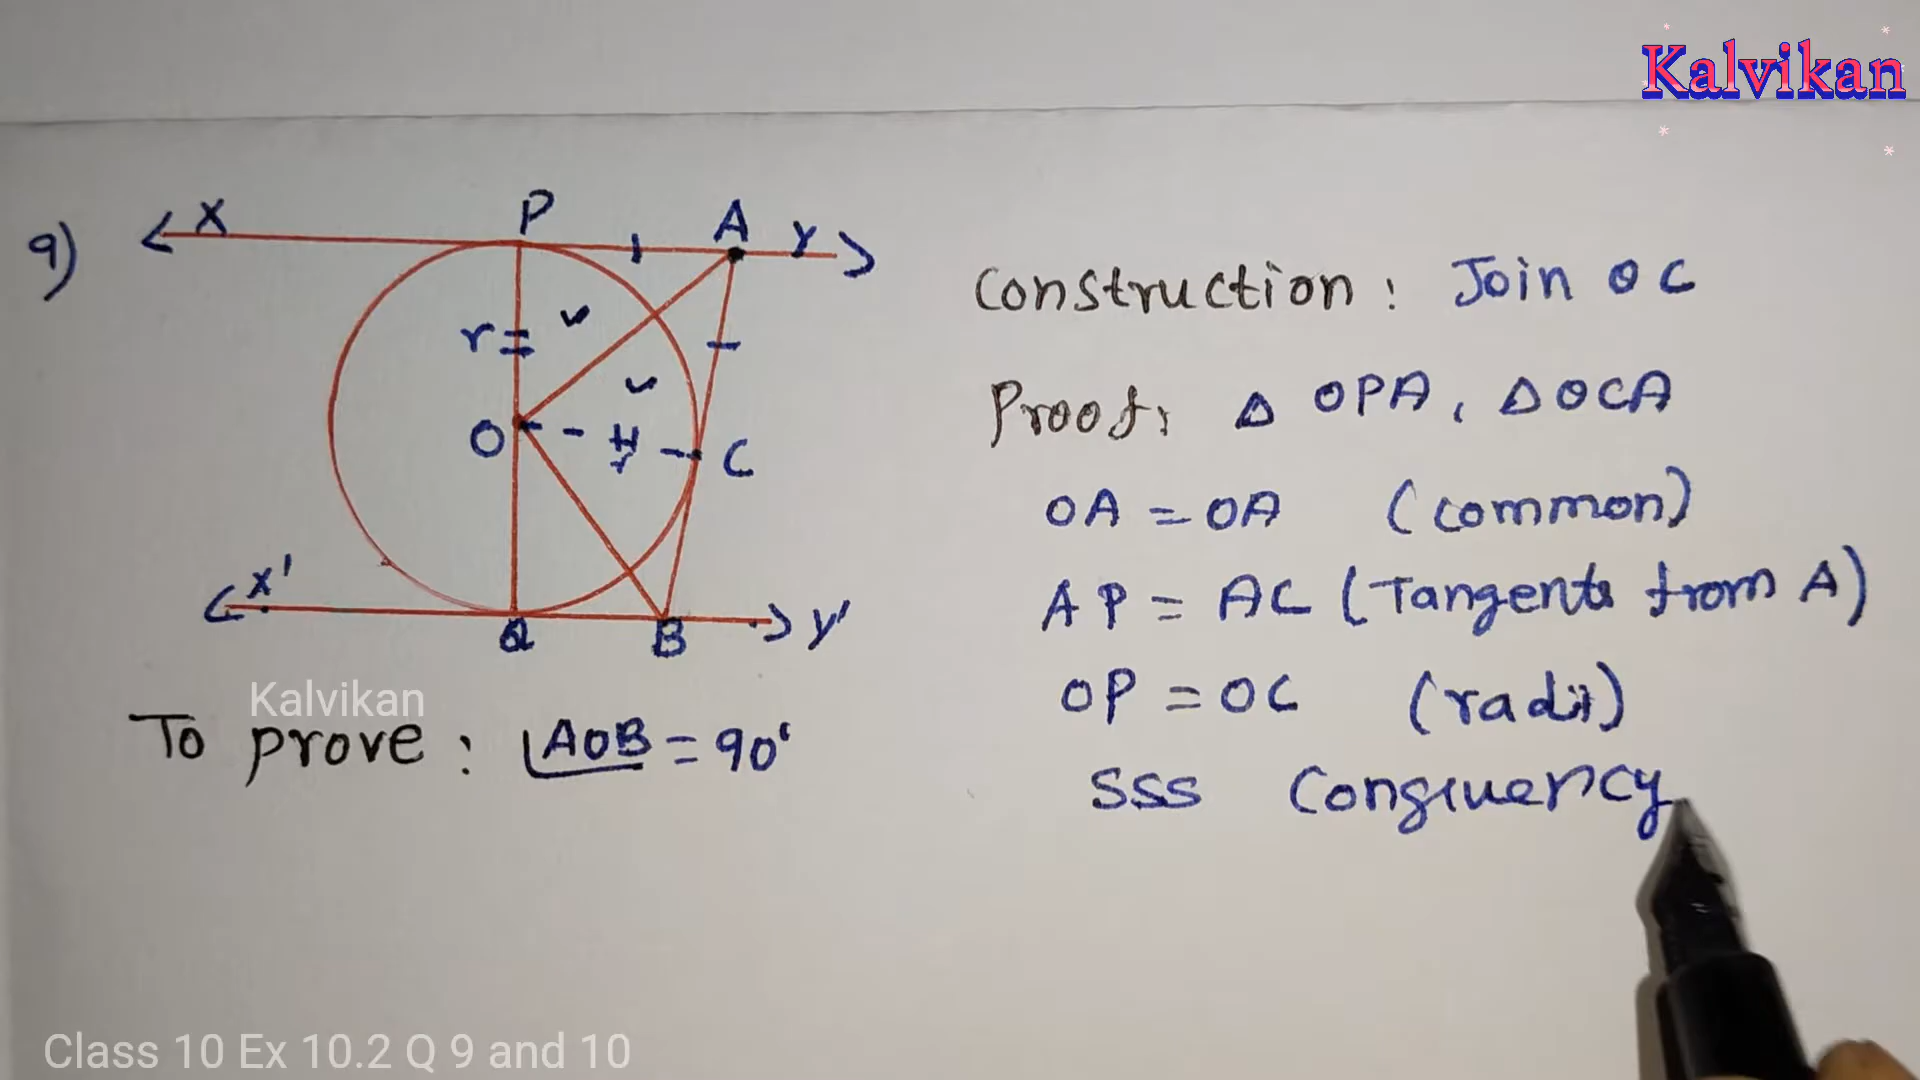 Kalvikan
9)
X P A Y
r
O r C
X' Q B Y'
Kalvikan
To prove : ∠AOB = 90°
Construction : Join OC
Proof: Δ OPA, ΔOCA
OA = OA (common)
AP = AC (Tangents from A)
OP = OC (radii)
SSS Congruency
Class 10 Ex 10.2 Q 9 and 10